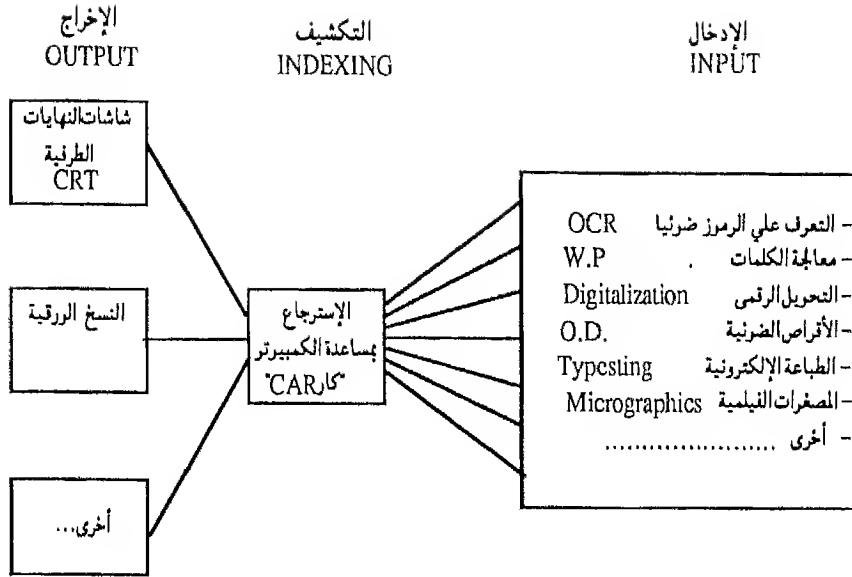 الإدخال
INPUT
التكشيف
INDEXING
الإخراج
OUTPUT
- التعرف علي الرموز ضوئيا OCR
- معالجة الكلمات . W.P
- التحويل الرقمى Digitalization
- الأقراص الضوئية O.D.
- الطباعة الإلكترونية Typesting
- المصغرات الفيلمية Micrographics
- أخرى .......................
الإسترجاع
بمساعدة الكمبيوتر
"كار CAR"
شاشات النهايات
الطرفية
CRT
النسخ الورقية
أخرى...